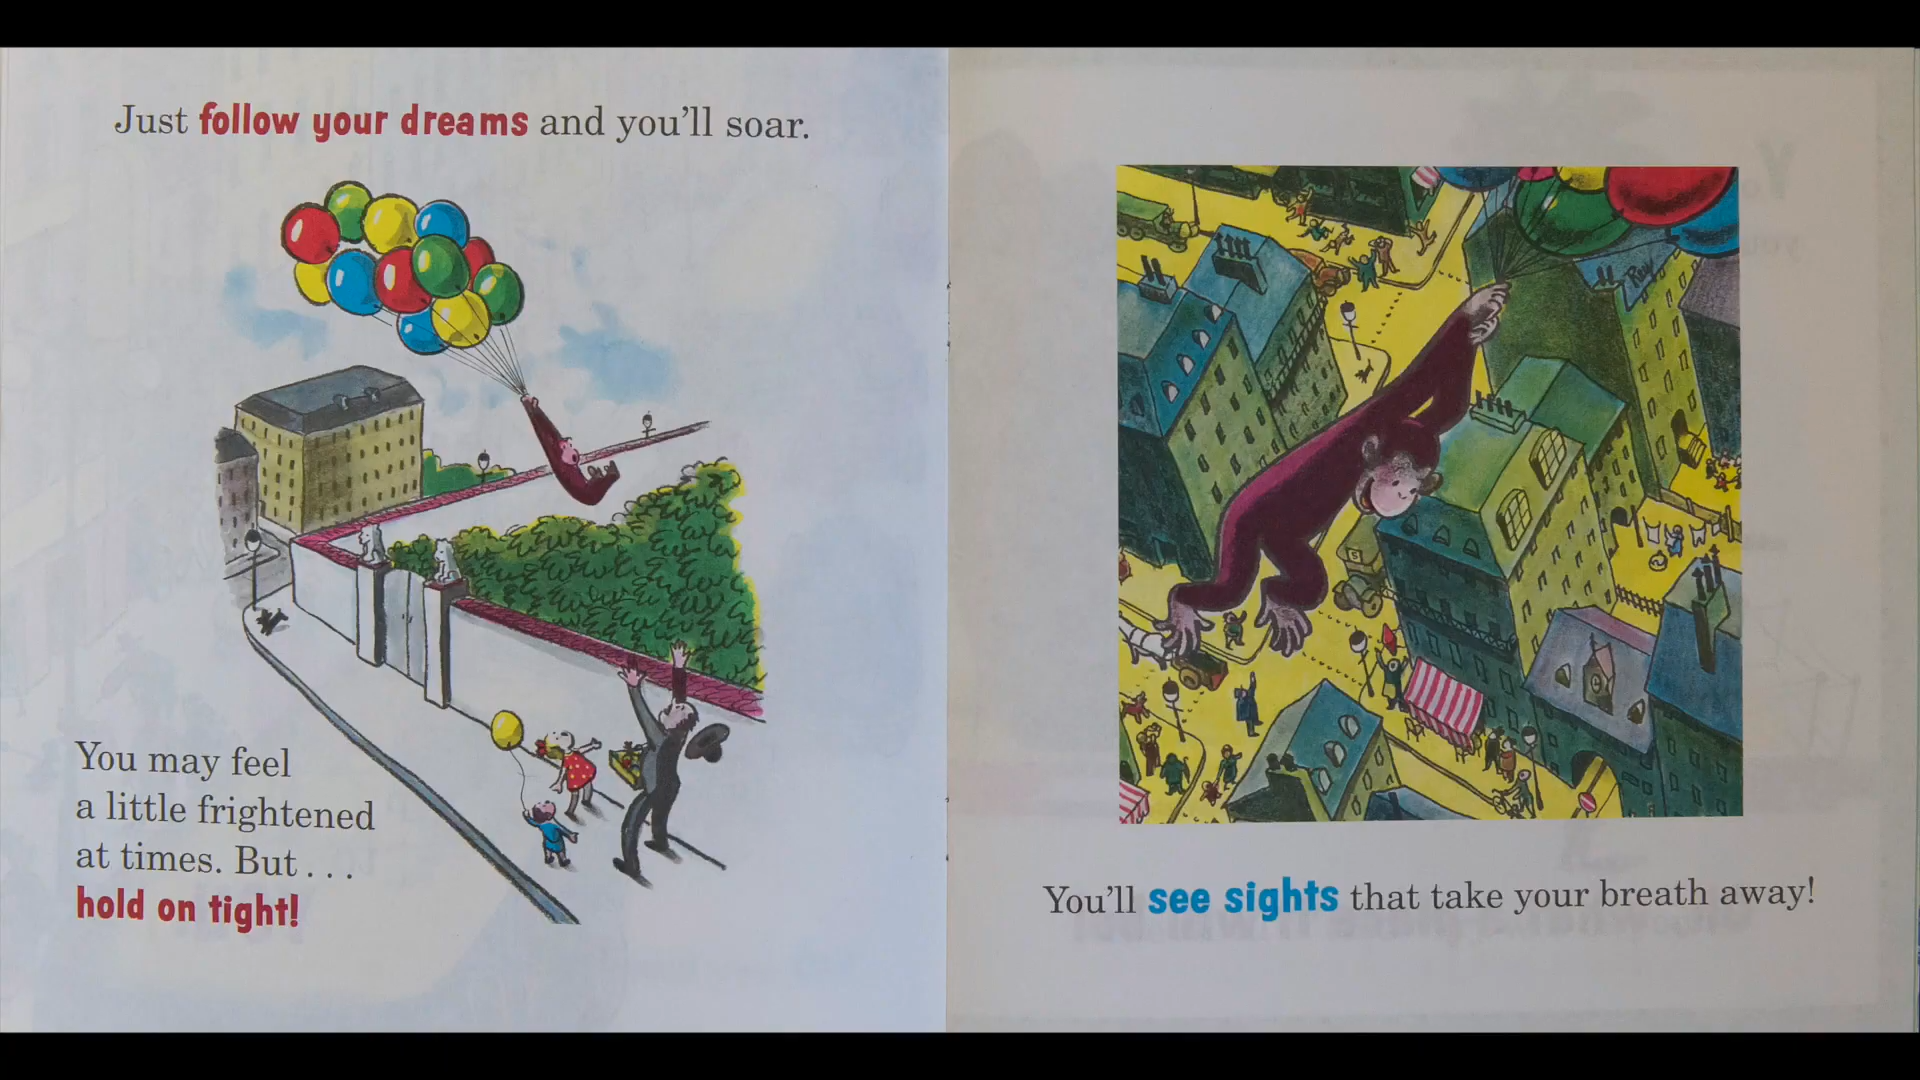 Just follow your dreams and you'll soar.
You may feel
a little frightened
at times. But . . .
hold on tight!
You'll see sights that take your breath away!